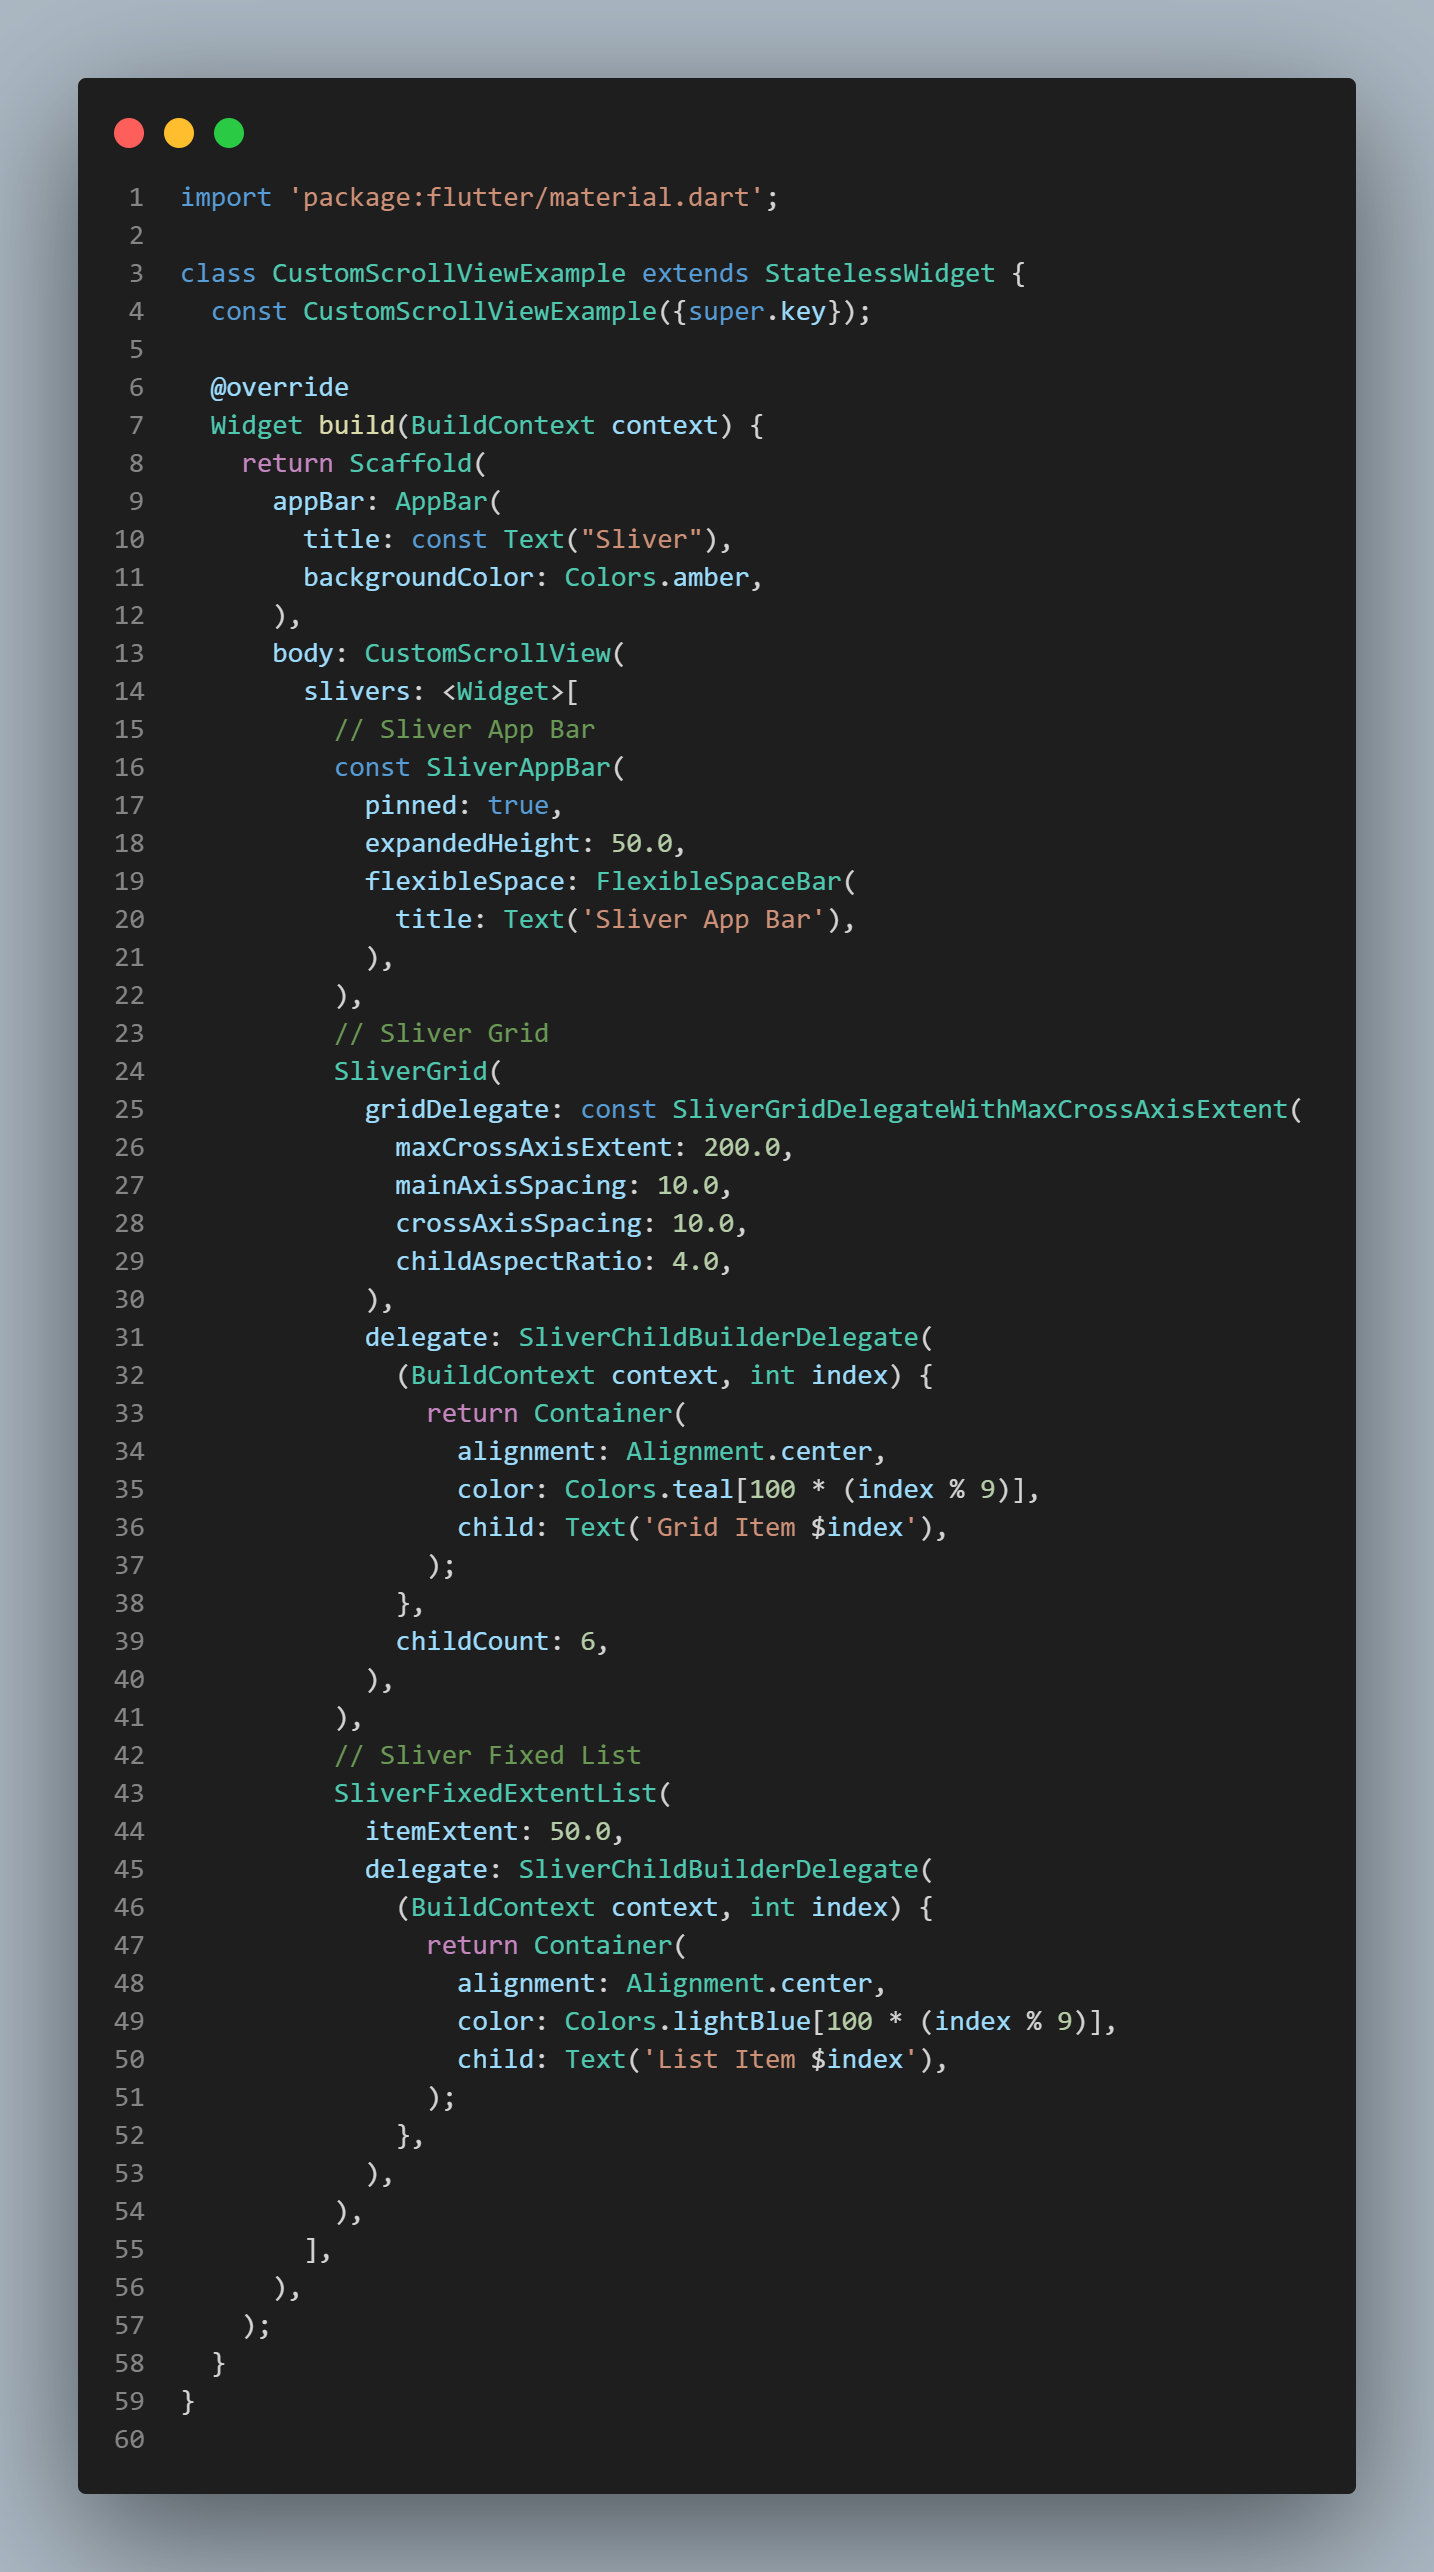 1 import 'package:flutter/material.dart';
2
3 class CustomScrollViewExample extends StatelessWidget {
4   const CustomScrollViewExample({super.key});
5
6   @override
7   Widget build(BuildContext context) {
8     return Scaffold(
9       appBar: AppBar(
10         title: const Text("Sliver"),
11         backgroundColor: Colors.amber,
12       ),
13       body: CustomScrollView(
14         slivers: <Widget>[
15           // Sliver App Bar
16           const SliverAppBar(
17             pinned: true,
18             expandedHeight: 50.0,
19             flexibleSpace: FlexibleSpaceBar(
20               title: Text('Sliver App Bar'),
21             ),
22           ),
23           // Sliver Grid
24           SliverGrid(
25             gridDelegate: const SliverGridDelegateWithMaxCrossAxisExtent(
26               maxCrossAxisExtent: 200.0,
27               mainAxisSpacing: 10.0,
28               crossAxisSpacing: 10.0,
29               childAspectRatio: 4.0,
30             ),
31             delegate: SliverChildBuilderDelegate(
32               (BuildContext context, int index) {
33                 return Container(
34                   alignment: Alignment.center,
35                   color: Colors.teal[100 * (index % 9)],
36                   child: Text('Grid Item $index'),
37                 );
38               },
39               childCount: 6,
40             ),
41           ),
42           // Sliver Fixed List
43           SliverFixedExtentList(
44             itemExtent: 50.0,
45             delegate: SliverChildBuilderDelegate(
46               (BuildContext context, int index) {
47                 return Container(
48                   alignment: Alignment.center,
49                   color: Colors.lightBlue[100 * (index % 9)],
50                   child: Text('List Item $index'),
51                 );
52               },
53             ),
54           ),
55         ],
56       ),
57     );
58   }
59 }
60